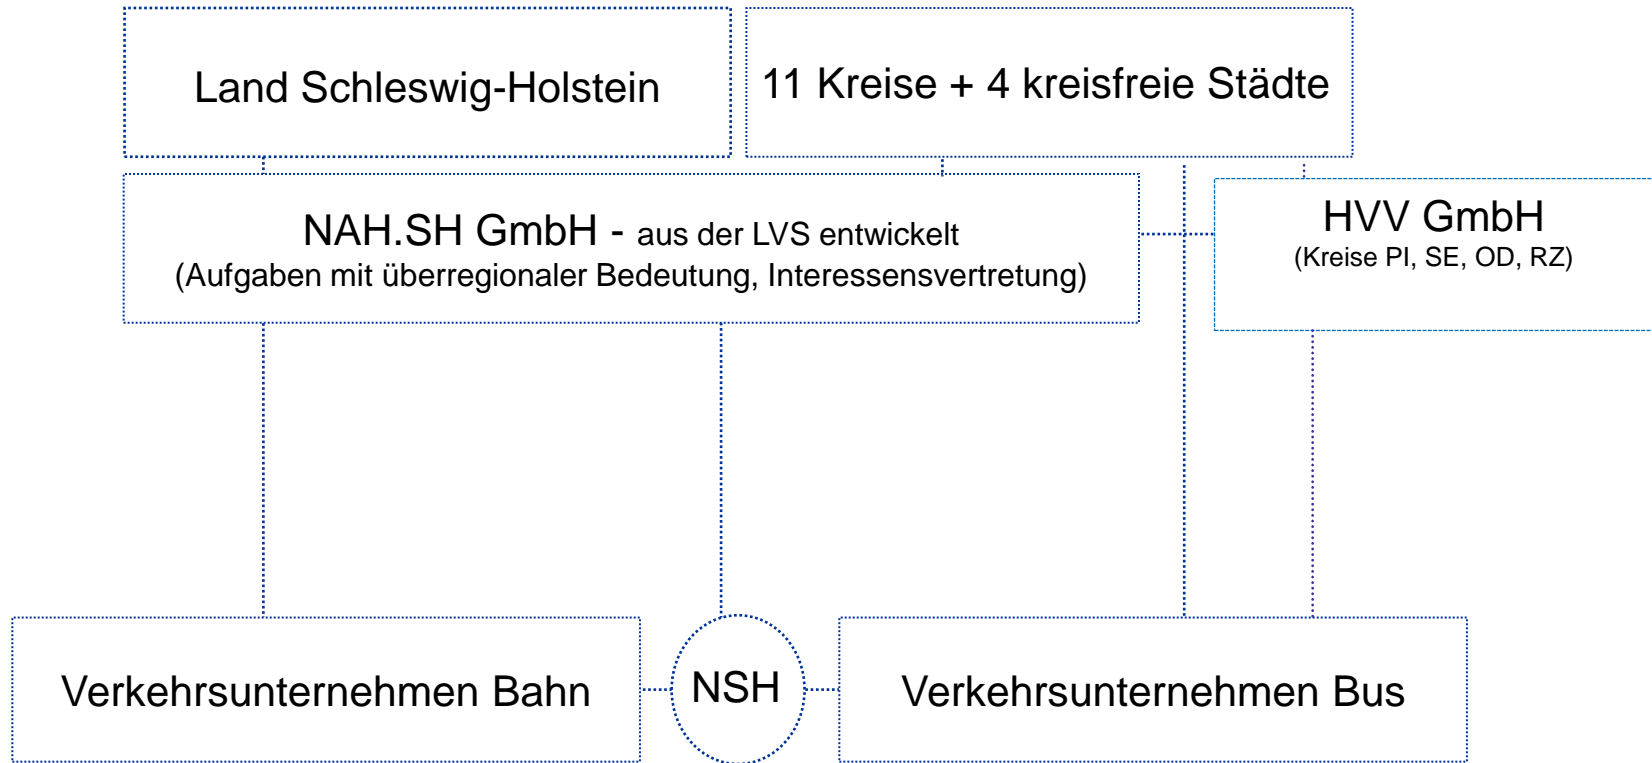 Land Schleswig-Holstein
11 Kreise + 4 kreisfreie Städte
NAH.SH GmbH - aus der LVS entwickelt
(Aufgaben mit überregionaler Bedeutung, Interessensvertretung)
HVV GmbH
(Kreise PI, SE, OD, RZ)
Verkehrsunternehmen Bahn
NSH
Verkehrsunternehmen Bus